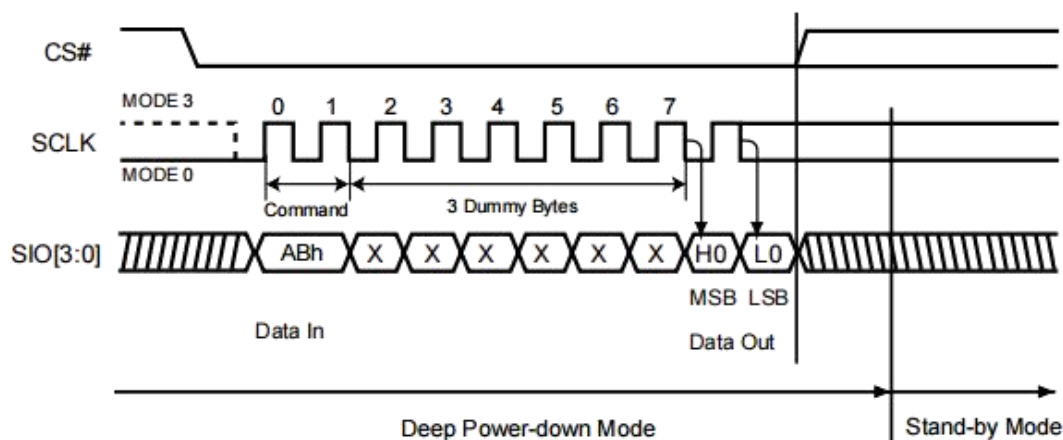 CS#
MODE 3
0 1 2 3 4 5 6 7
SCLK
MODE 0
Command
3 Dummy Bytes
SIO[3:0]
ABh X X X X X X H0 L0
MSB LSB
Data In
Data Out
Deep Power-down Mode
Stand-by Mode